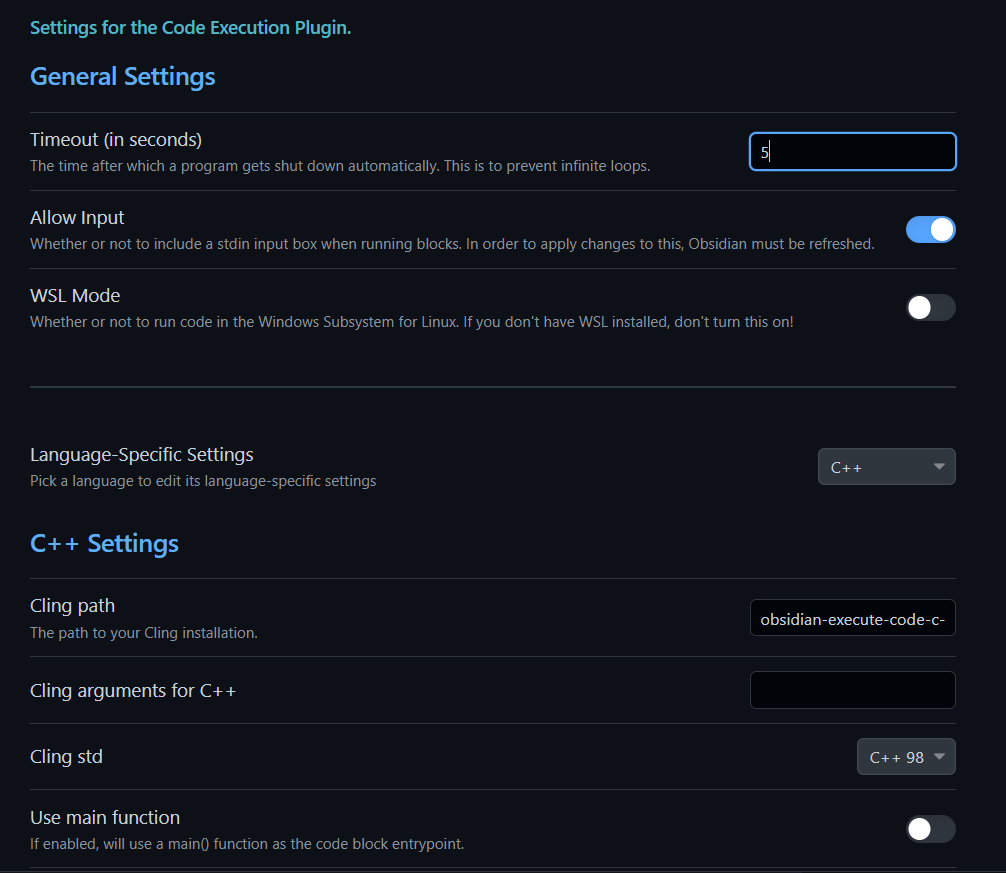 Settings for the Code Execution Plugin.
General Settings
Timeout (in seconds)
The time after which a program gets shut down automatically. This is to prevent infinite loops.
5
Allow Input
Whether or not to include a stdin input box when running blocks. In order to apply changes to this, Obsidian must be refreshed.
WSL Mode
Whether or not to run code in the Windows Subsystem for Linux. If you don't have WSL installed, don't turn this on!
Language-Specific Settings
Pick a language to edit its language-specific settings
C++
C++ Settings
Cling path
The path to your Cling installation.
obsidian-execute-code-c-
Cling arguments for C++
Cling std
C++ 98
Use main function
If enabled, will use a main() function as the code block entrypoint.